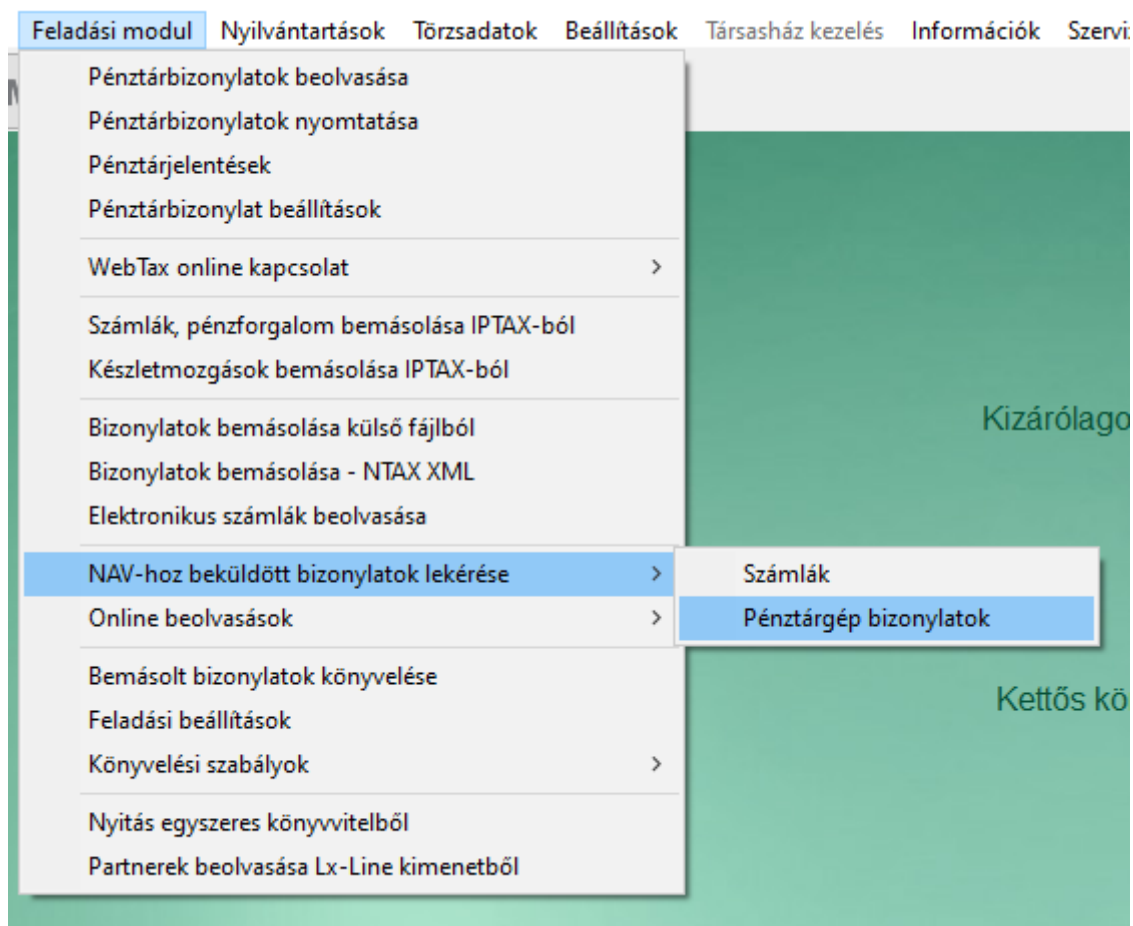 Feladási modul Nyilvántartások Törzsadatok Beállítások Társasház kezelés Információk
Pénztárbizonylatok beolvasása
Pénztárbizonylatok nyomtatása
Pénztárjelentések
Pénztárbizonylat beállítások
WebTax online kapcsolat
Számlák, pénzforgalom bemásolása IPTAX-ból
Készletmozgások bemásolása IPTAX-ból
Bizonylatok bemásolása külső fájlból
Bizonylatok bemásolása - NTAX XML
Elektronikus számlák beolvasása
NAV-hoz beküldött bizonylatok lekérése
Számlák
Online beolvasások
Pénztárgép bizonylatok
Bemásolt bizonylatok könyvelése
Feladási beállítások
Könyvelési szabályok
Nyitás egyszeres könyvvitelből
Partnerek beolvasása Lx-Line kimenetből
Kettős